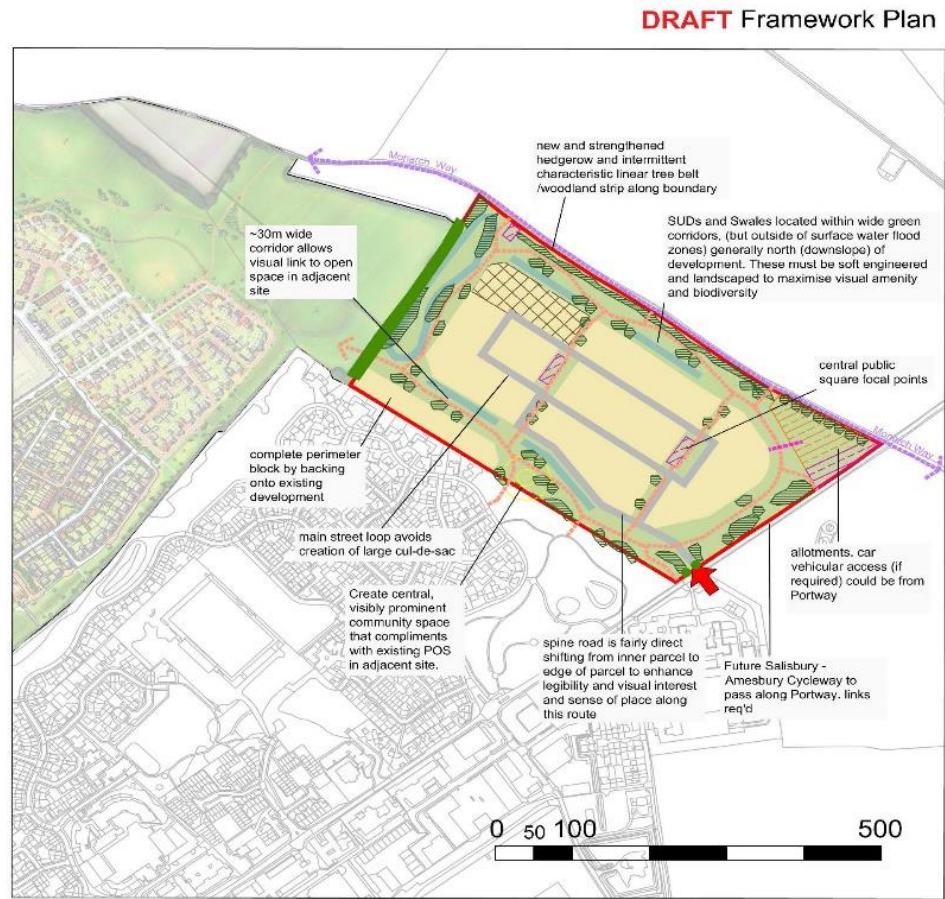 DRAFT Framework Plan
Monarch Way
new and strengthened
hedgerow and intermittent
characteristic linear tree belt
/woodland strip along boundary
~30m wide
corridor allows
visual link to open
space in adjacent
site
SUDs and Swales located within wide green
corridors, (but outside of surface water flood
zones) generally north (downslope) of
development. These must be soft engineered
and landscaped to maximise visual amenity
and biodiversity
central public
square focal points
Monarch Way
complete perimeter
block by backing
onto existing
development
main street loop avoids
creation of large cul-de-sac
allotments. car
vehicular access (if
required) could be from
Portway
Create central,
visibly prominent
community space
that compliments
with existing POS
in adjacent site.
spine road is fairly direct
shifting from inner parcel to
edge of parcel to enhance
legibility and visual interest
and sense of place along
this route
Future Salisbury -
Amesbury Cycleway to
pass along Portway. links
req'd
0 50 100 500